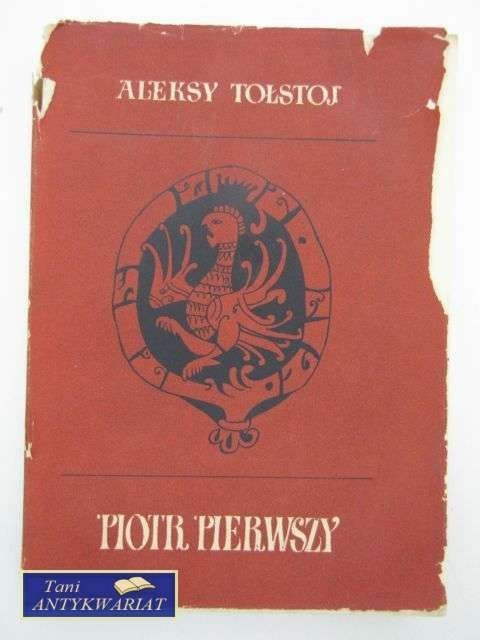 ALEKSY TOŁSTOJ
PIOTR PIERWSZY
Tani
ANTYKWARIAT